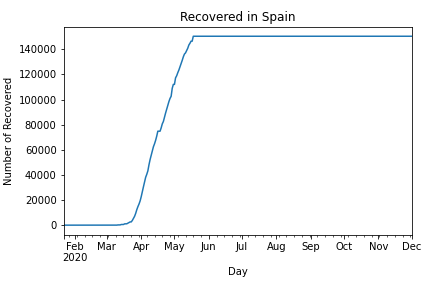 Recovered in Spain
Number of Recovered
140000
120000
100000
80000
60000
40000
20000
0
Feb Mar Apr May Jun Jul Aug Sep Oct Nov Dec
2020
Day